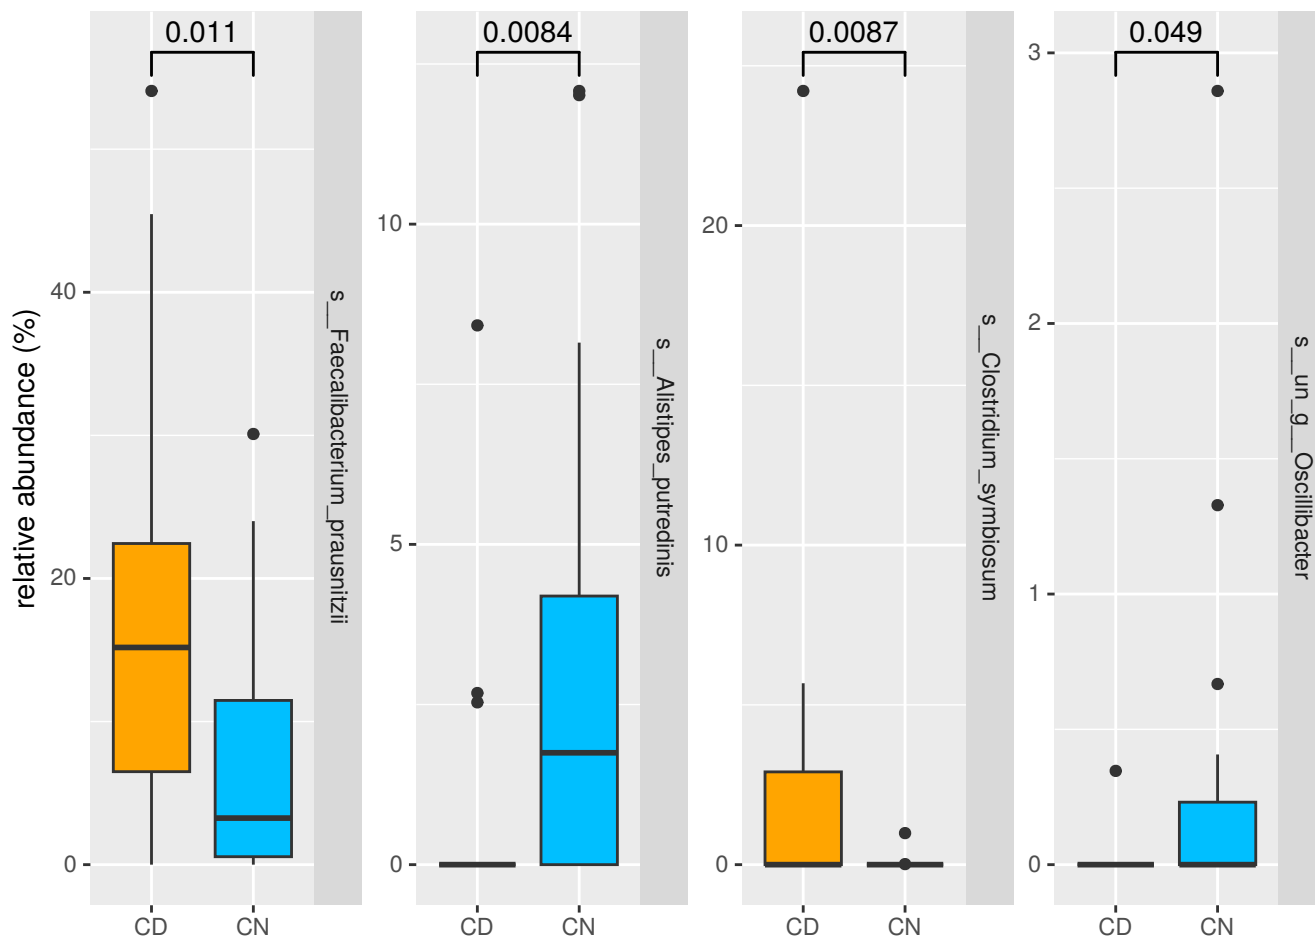 relative abundance (%)
0.011
40
20
0
CD
CN
s__Faecalibacterium_prausnitzii
0.0084
10
5
0
CD
CN
s__Alistipes_putredinis
0.0087
20
10
0
CD
CN
s__Clostridium_symbiosum
0.049
3
2
1
0
CD
CN
s__un_g__Oscillibacter